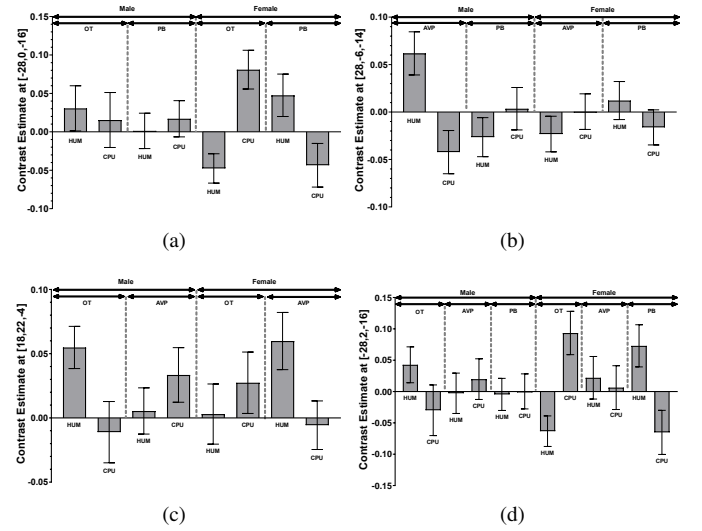 Male Female
OT PB OT PB
0.15
0.10
0.05
0.00
-0.05
-0.10
Contrast Estimate at [-28,0,-16]
HUM CPU HUM CPU HUM CPU HUM CPU
(a)
Male Female
AVP PB AVP PB
0.10
0.05
0.00
-0.05
-0.10
Contrast Estimate at [28,-6,-14]
HUM CPU HUM CPU HUM CPU HUM CPU
(b)
Male Female
OT AVP OT AVP
0.10
0.05
0.00
-0.05
Contrast Estimate at [18,22,-4]
HUM CPU HUM CPU HUM CPU HUM CPU
(c)
Male Female
OT AVP PB OT AVP PB
0.15
0.10
0.05
0.00
-0.05
-0.10
-0.15
Contrast Estimate at [-28,2,-16]
HUM CPU HUM CPU HUM CPU HUM CPU HUM CPU HUM CPU
(d)